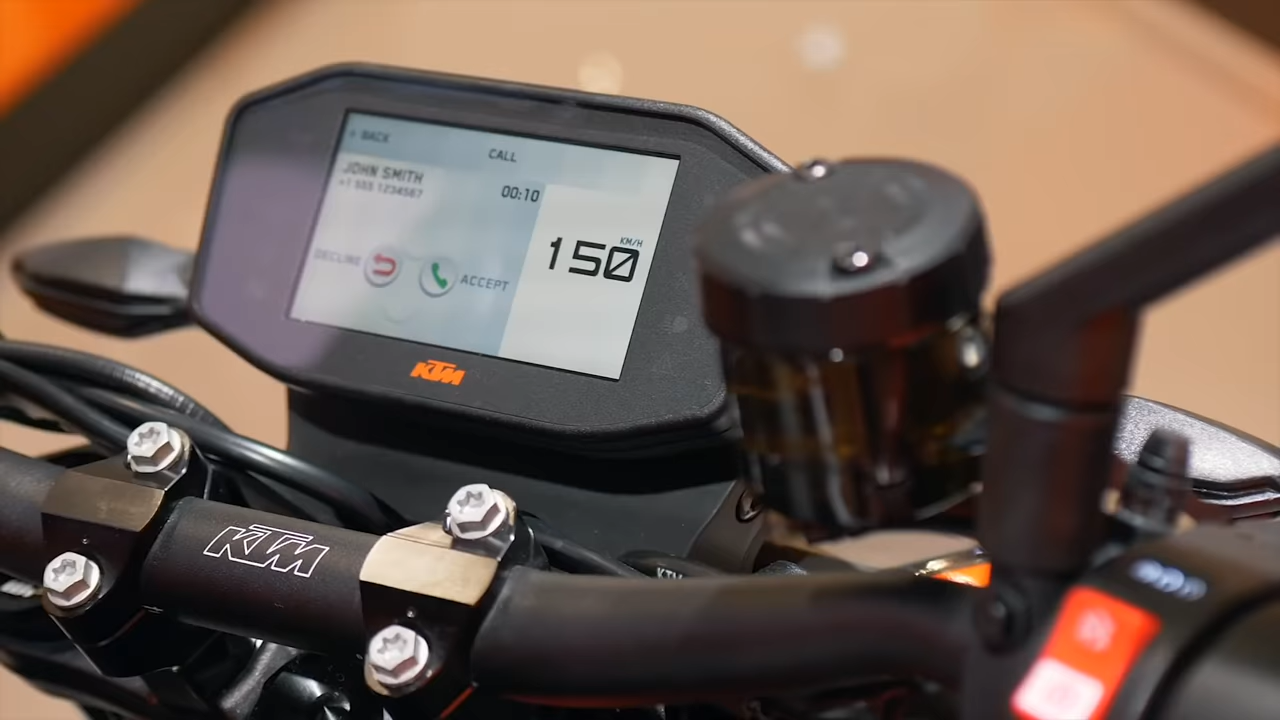 BACK
CALL
JOHN SMITH
+1 555 1234567
00:10
KM/H
150
DECLINE
ACCEPT
KTM
KTM